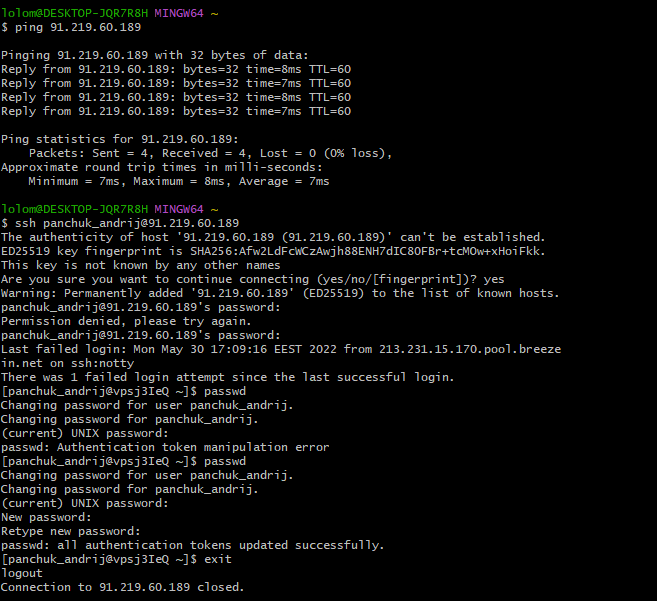 lolom@DESKTOP-JQR7R8H MINGW64 ~
$ ping 91.219.60.189
Pinging 91.219.60.189 with 32 bytes of data:
Reply from 91.219.60.189: bytes=32 time=8ms TTL=60
Reply from 91.219.60.189: bytes=32 time=7ms TTL=60
Reply from 91.219.60.189: bytes=32 time=8ms TTL=60
Reply from 91.219.60.189: bytes=32 time=7ms TTL=60
Ping statistics for 91.219.60.189:
    Packets: Sent = 4, Received = 4, Lost = 0 (0% loss),
Approximate round trip times in milli-seconds:
    Minimum = 7ms, Maximum = 8ms, Average = 7ms
lolom@DESKTOP-JQR7R8H MINGW64 ~
$ ssh panchuk_andrij@91.219.60.189
The authenticity of host '91.219.60.189 (91.219.60.189)' can't be established.
ED25519 key fingerprint is SHA256:Afw2LdFcWCzAwjh88ENH7dIC8OFBr+tcMOw+xHoiFkk.
This key is not known by any other names
Are you sure you want to continue connecting (yes/no/[fingerprint])? yes
Warning: Permanently added '91.219.60.189' (ED25519) to the list of known hosts.
panchuk_andrij@91.219.60.189's password:
Permission denied, please try again.
panchuk_andrij@91.219.60.189's password:
Last failed login: Mon May 30 17:09:16 EEST 2022 from 213.231.15.170.pool.breeze
in.net on ssh:notty
There was 1 failed login attempt since the last successful login.
[panchuk_andrij@vpsj3IeQ ~]$ passwd
Changing password for user panchuk_andrij.
Changing password for panchuk_andrij.
(current) UNIX password:
passwd: Authentication token manipulation error
[panchuk_andrij@vpsj3IeQ ~]$ passwd
Changing password for user panchuk_andrij.
Changing password for panchuk_andrij.
(current) UNIX password:
New password:
Retype new password:
passwd: all authentication tokens updated successfully.
[panchuk_andrij@vpsj3IeQ ~]$ exit
logout
Connection to 91.219.60.189 closed.